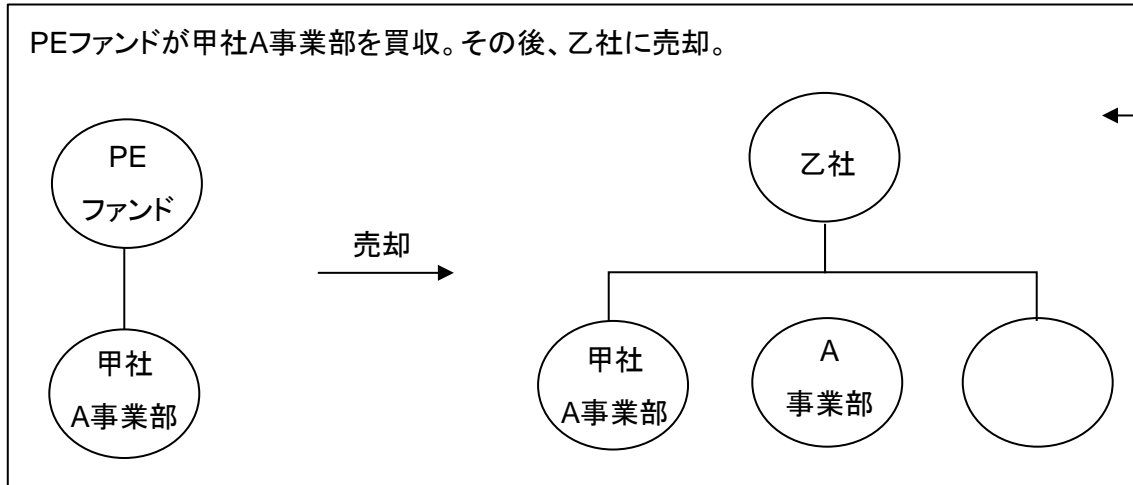 PEファンドが甲社A事業部を買収。その後、乙社に売却。
PE
ファンド
乙社
売却
甲社
A事業部
甲社
A事業部
A
事業部